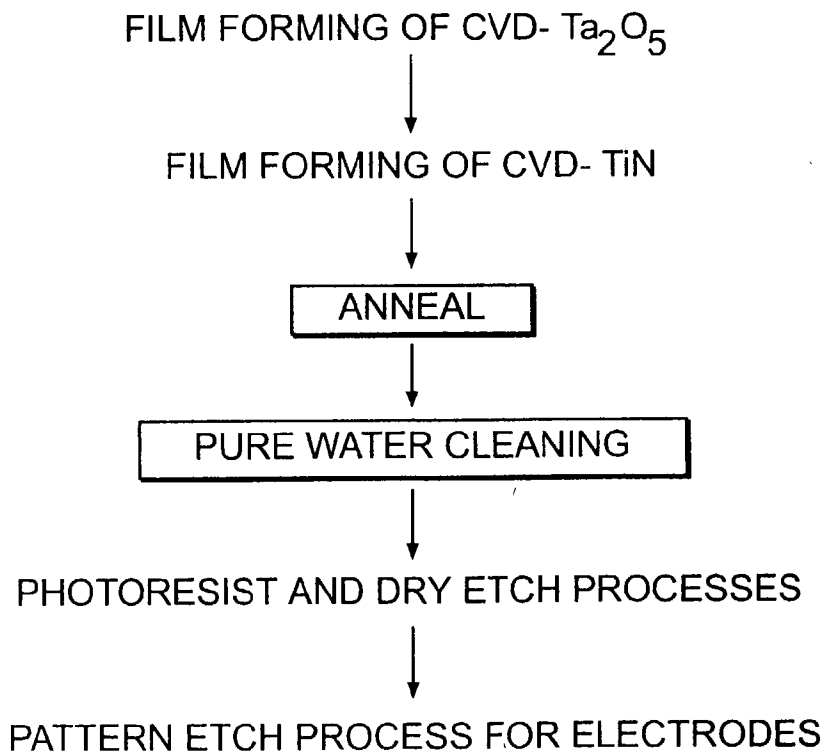 FILM FORMING OF CVD- Ta₂O₅
FILM FORMING OF CVD- TiN
ANNEAL
PURE WATER CLEANING
PHOTORESIST AND DRY ETCH PROCESSES
PATTERN ETCH PROCESS FOR ELECTRODES